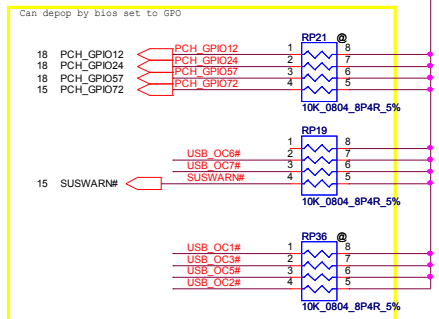 Can depop by bios set to GPO
RP21 @
18 PCH_GPIO12 PCH_GPIO12 1 8
18 PCH_GPIO24 PCH_GPIO24 2 7
18 PCH_GPIO57 PCH_GPIO57 3 6
15 PCH_GPIO72 PCH_GPIO72 4 5
10K_0804_8P4R_5%
RP19
1 8
USB_OC6# 2 7
USB_OC7# 3 6
15 SUSWARN# SUSWARN# 4 5
10K_0804_8P4R_5%
RP36 @
USB_OC1# 1 8
USB_OC3# 2 7
USB_OC5# 3 6
USB_OC2# 4 5
10K_0804_8P4R_5%